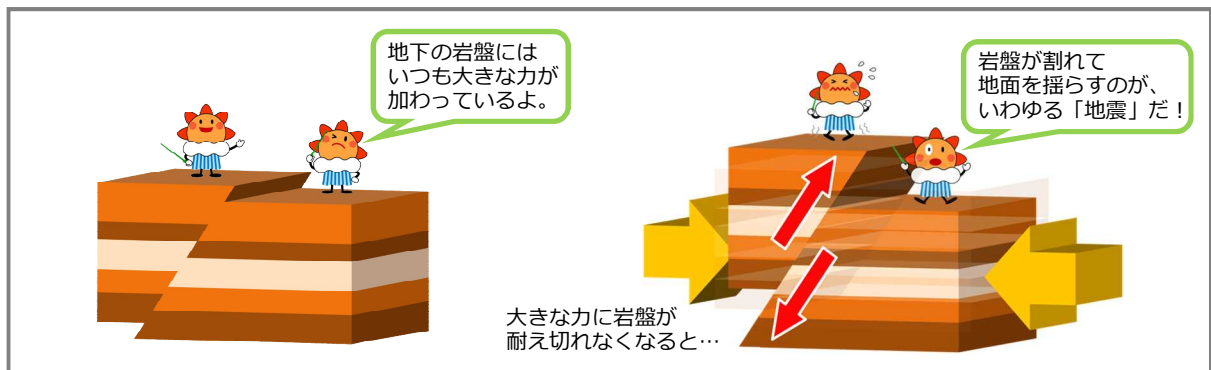 地下の岩盤には
いつも大きな力が
加わっているよ。
大きな力に岩盤が
耐え切れなくなると…
岩盤が割れて
地面を揺らすのが、
いわゆる「地震」だ！